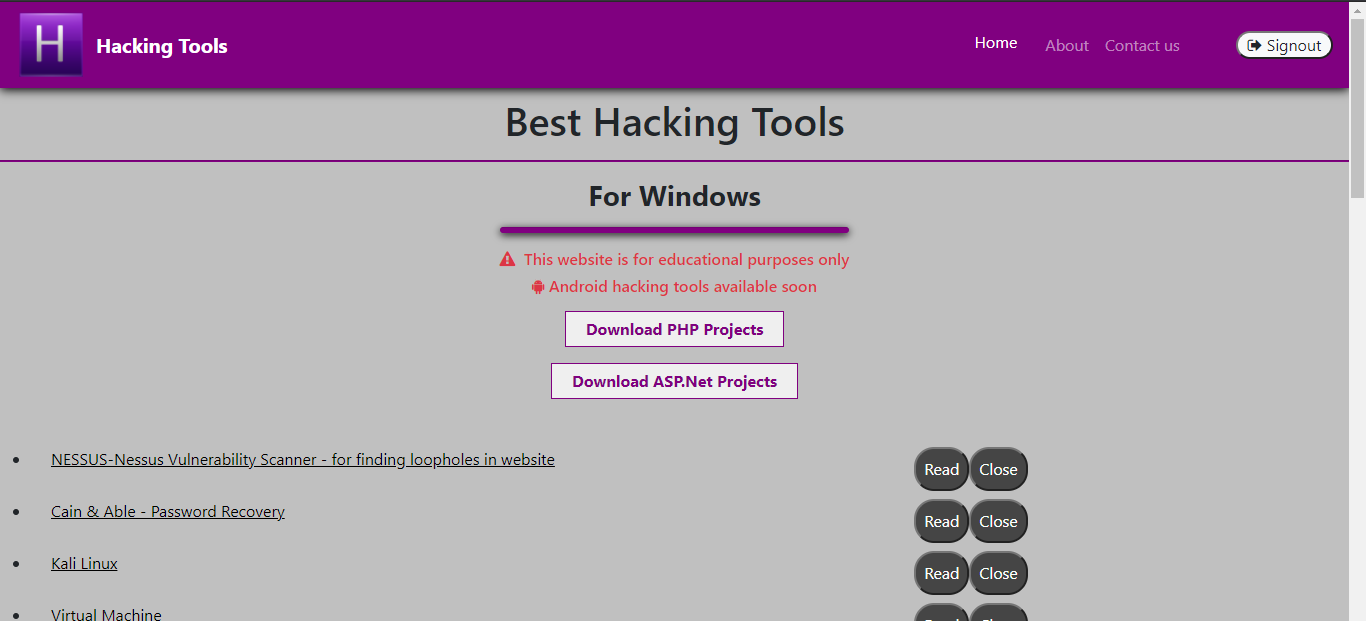 H
Hacking Tools
Home
About
Contact us
Signout
Best Hacking Tools
For Windows
This website is for educational purposes only
Android hacking tools available soon
Download PHP Projects
Download ASP.Net Projects
NESSUS-Nessus Vulnerability Scanner - for finding loopholes in website
Read
Close
Cain & Able - Password Recovery
Read
Close
Kali Linux
Read
Close
Virtual Machine